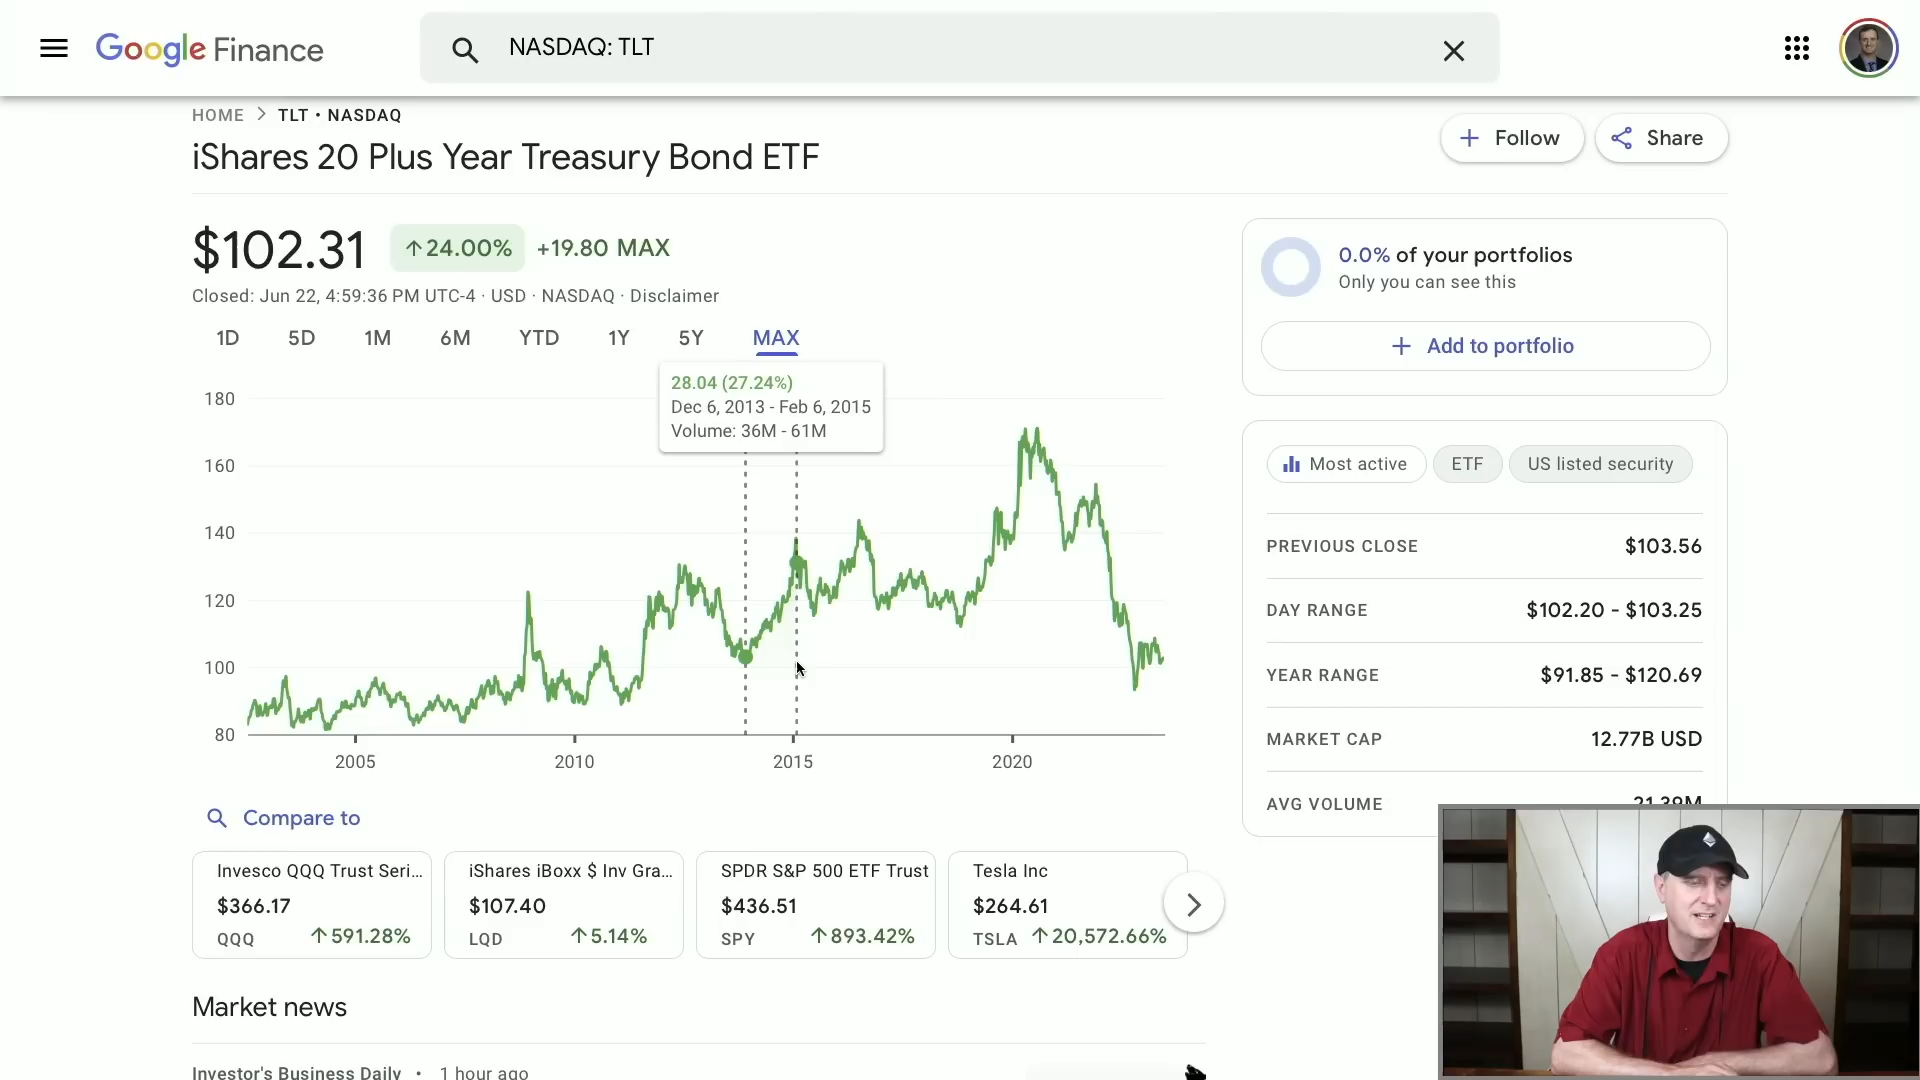 Google Finance
NASDAQ: TLT
HOME > TLT • NASDAQ
iShares 20 Plus Year Treasury Bond ETF
Follow
Share
$102.31
↑24.00%
+19.80 MAX
Closed: Jun 22, 4:59:36 PM UTC-4 · USD · NASDAQ · Disclaimer
1D 5D 1M 6M YTD 1Y 5Y MAX
28.04 (27.24%)
Dec 6, 2013 - Feb 6, 2015
Volume: 36M - 61M
180
160
140
120
100
80
2005 2010 2015 2020
0.0% of your portfolios
Only you can see this
+ Add to portfolio
Most active
ETF
US listed security
PREVIOUS CLOSE $103.56
DAY RANGE $102.20 - $103.25
YEAR RANGE $91.85 - $120.69
MARKET CAP 12.77B USD
AVG VOLUME 21.39M
Compare to
Invesco QQQ Trust Seri...
$366.17
QQQ ↑591.28%
iShares iBoxx $ Inv Gra...
$107.40
LQD ↑5.14%
SPDR S&P 500 ETF Trust
$436.51
SPY ↑893.42%
Tesla Inc
$264.61
TSLA ↑20,572.66%
Market news
Investor's Business Daily • 1 hour ago